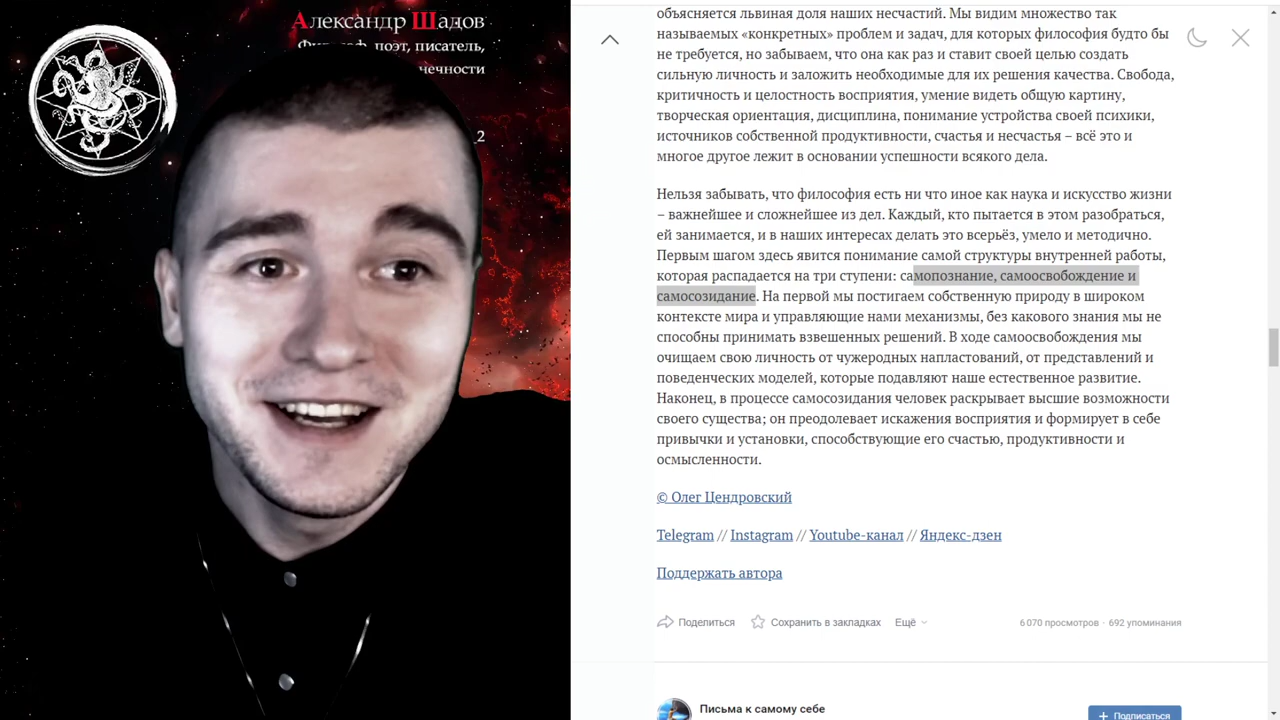 Александр Шадов
Философ, поэт, писатель,
нечности
2
объясняется львиная доля наших несчастий. Мы видим множество так
называемых «конкретных» проблем и задач, для которых философия будто бы
не требуется, но забываем, что она как раз и ставит своей целью создать
сильную личность и заложить необходимые для их решения качества. Свобода,
критичность и целостность восприятия, умение видеть общую картину,
творческая ориентация, дисциплина, понимание устройства своей психики,
источников собственной продуктивности, счастья и несчастья – всё это и
многое другое лежит в основании успешности всякого дела.
Нельзя забывать, что философия есть ни что иное как наука и искусство жизни
– важнейшее и сложнейшее из дел. Каждый, кто пытается в этом разобраться,
ей занимается, и в наших интересах делать это всерьёз, умело и методично.
Первым шагом здесь явится понимание самой структуры внутренней работы,
которая распадается на три ступени: самопознание, самоосвобождение и
самосозидание. На первой мы постигаем собственную природу в широком
контексте мира и управляющие нами механизмы, без какового знания мы не
способны принимать взвешенных решений. В ходе самоосвобождения мы
очищаем свою личность от чужеродных напластований, от представлений и
поведенческих моделей, которые подавляют наше естественное развитие.
Наконец, в процессе самосозидания человек раскрывает высшие возможности
своего существа; он преодолевает искажения восприятия и формирует в себе
привычки и установки, способствующие его счастью, продуктивности и
осмысленности.
© Олег Цендровский
Telegram // Instagram // Youtube-канал // Яндекс-дзен
Поддержать автора
Поделиться Сохранить в закладках Ещё 6 070 просмотров · 692 упоминания
Письма к самому себе
+ Подписаться